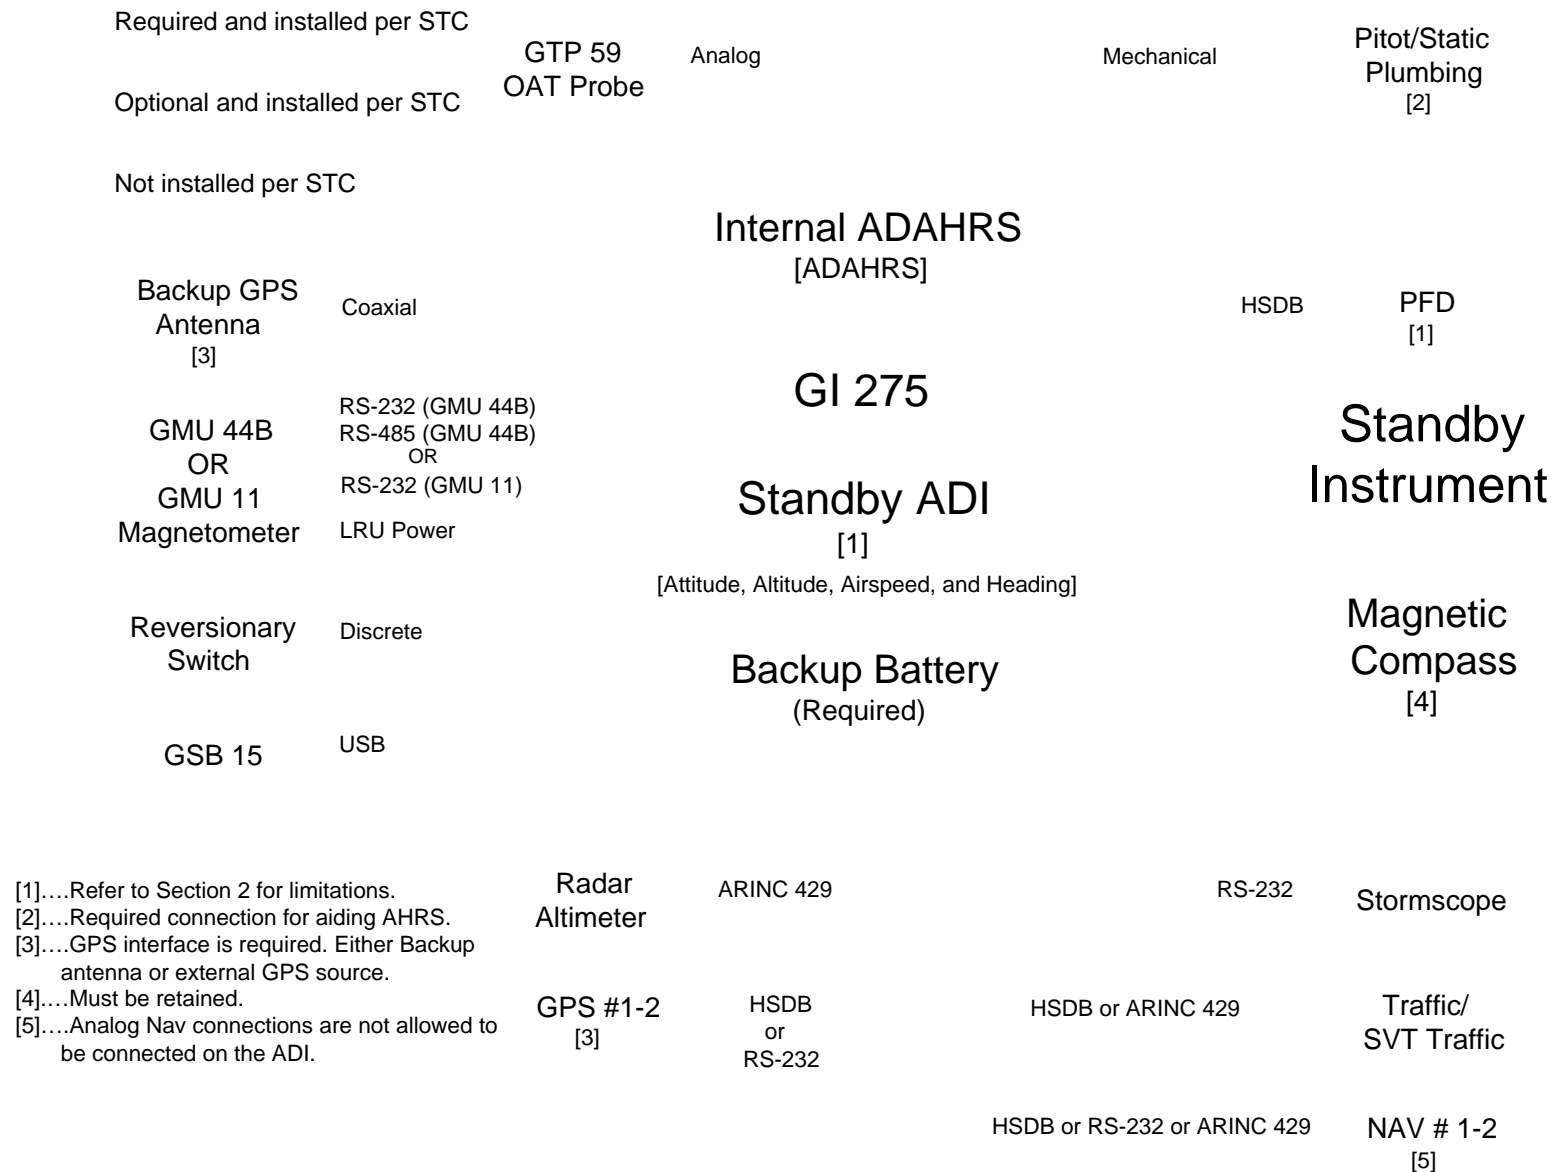 Required and installed per STC
Optional and installed per STC
Not installed per STC
GTP 59
OAT Probe
Analog
Mechanical
Pitot/Static
Plumbing
[2]
Internal ADAHRS
[ADAHRS]
Backup GPS
Antenna
[3]
Coaxial
HSDB
PFD
[1]
GI 275
GMU 44B
OR
GMU 11
Magnetometer
RS-232 (GMU 44B)
RS-485 (GMU 44B)
OR
RS-232 (GMU 11)
LRU Power
Standby ADI
[1]
[Attitude, Altitude, Airspeed, and Heading]
Standby
Instrument
Reversionary
Switch
Discrete
Backup Battery
(Required)
Magnetic
Compass
[4]
GSB 15
USB
[1]….Refer to Section 2 for limitations.
[2]….Required connection for aiding AHRS.
[3]….GPS interface is required. Either Backup
antenna or external GPS source.
[4]….Must be retained.
[5]….Analog Nav connections are not allowed to
be connected on the ADI.
Radar
Altimeter
ARINC 429
RS-232
Stormscope
GPS #1-2
[3]
HSDB
or
RS-232
HSDB or ARINC 429
Traffic/
SVT Traffic
HSDB or RS-232 or ARINC 429
NAV # 1-2
[5]